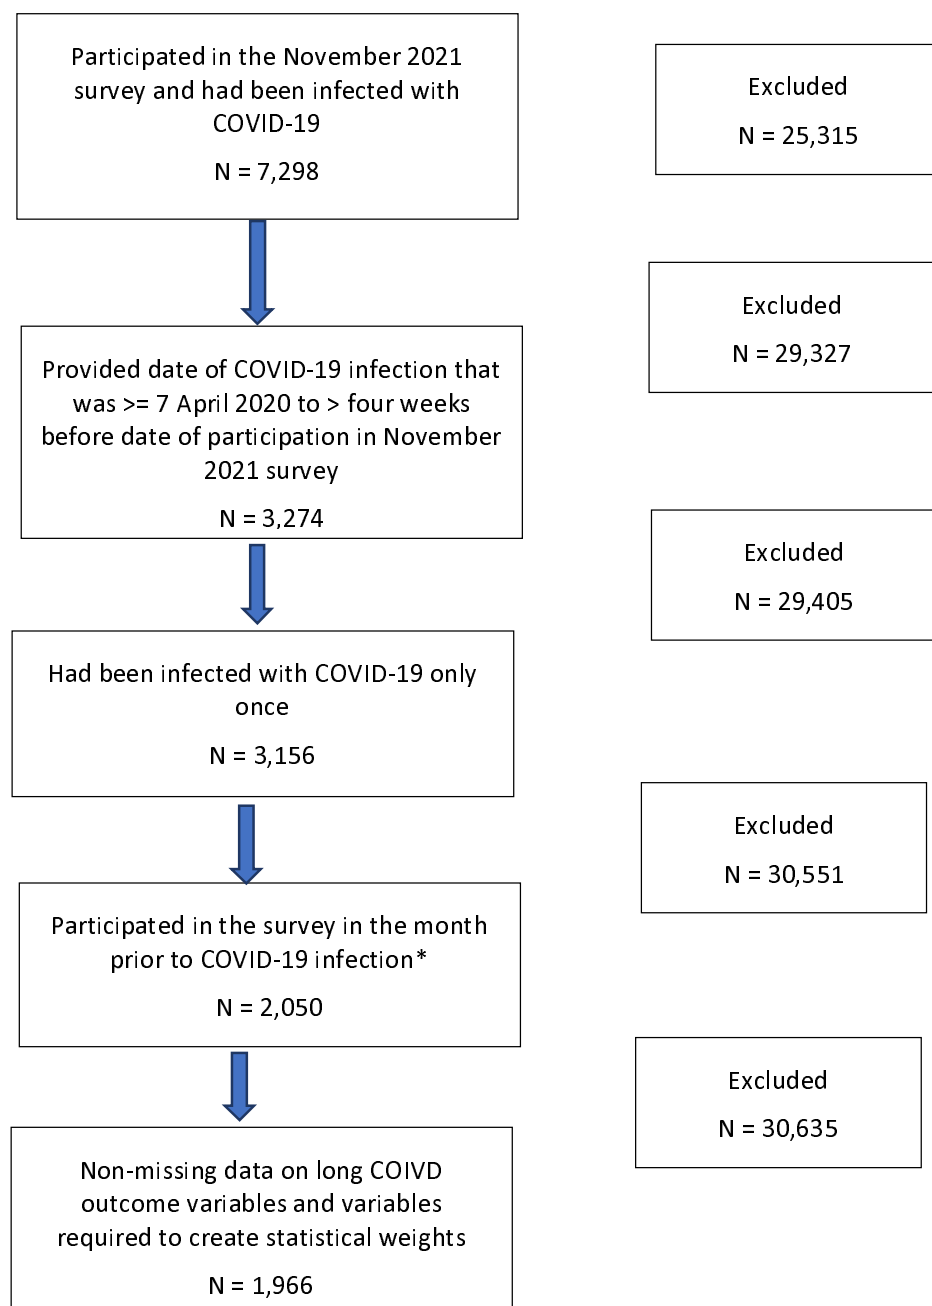 Participated in the November 2021
survey and had been infected with
COVID-19
N = 7,298
Excluded
N = 25,315
Provided date of COVID-19 infection that
was >= 7 April 2020 to > four weeks
before date of participation in November
2021 survey
N = 3,274
Excluded
N = 29,327
Had been infected with COVID-19 only
once
N = 3,156
Excluded
N = 29,405
Participated in the survey in the month
prior to COVID-19 infection*
N = 2,050
Excluded
N = 30,551
Non-missing data on long COIVD
outcome variables and variables
required to create statistical weights
N = 1,966
Excluded
N = 30,635